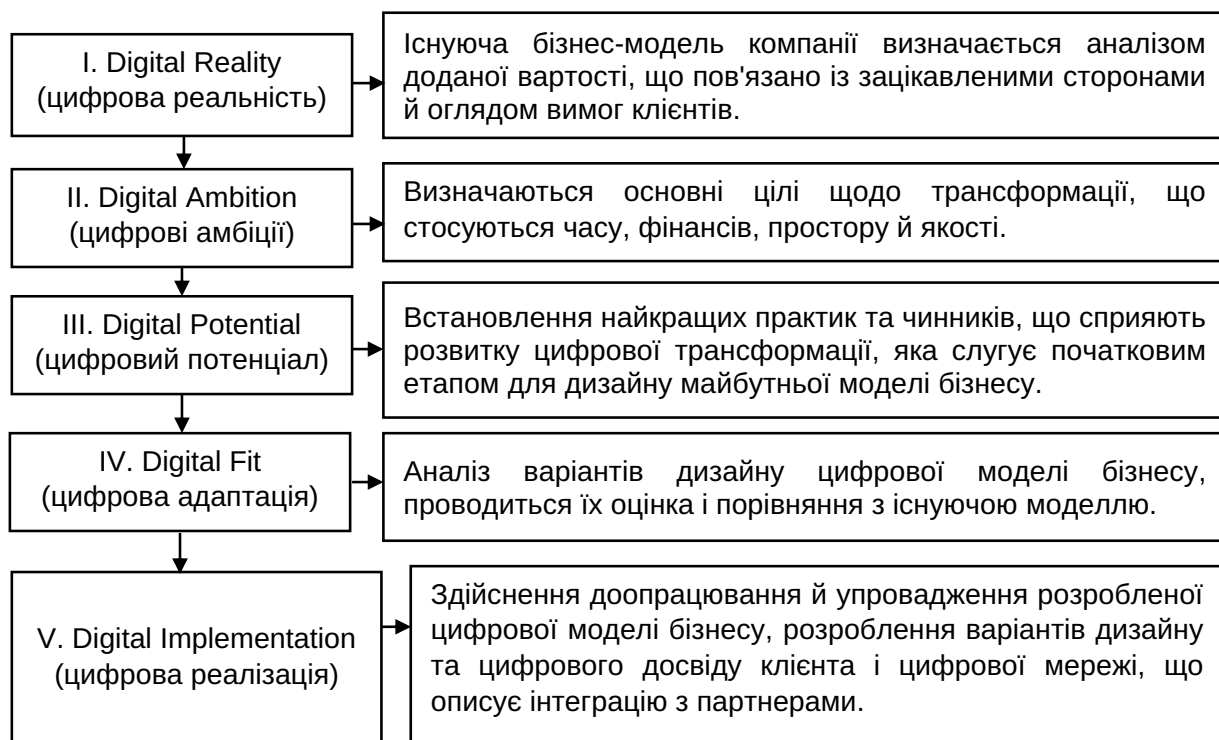 I. Digital Reality
(цифрова реальність)
Існуюча бізнес-модель компанії визначається аналізом
доданої вартості, що пов'язано із зацікавленими сторонами
й оглядом вимог клієнтів.
II. Digital Ambition
(цифрові амбіції)
Визначаються основні цілі щодо трансформації, що
стосуються часу, фінансів, простору й якості.
III. Digital Potential
(цифровий потенціал)
Встановлення найкращих практик та чинників, що сприяють
розвитку цифрової трансформації, яка слугує початковим
етапом для дизайну майбутньої моделі бізнесу.
IV. Digital Fit
(цифрова адаптація)
Аналіз варіантів дизайну цифрової моделі бізнесу,
проводиться їх оцінка і порівняння з існуючою моделлю.
V. Digital Implementation
(цифрова реалізація)
Здійснення доопрацювання й упровадження розробленої
цифрової моделі бізнесу, розроблення варіантів дизайну
та цифрового досвіду клієнта і цифрової мережі, що
описує інтеграцію з партнерами.